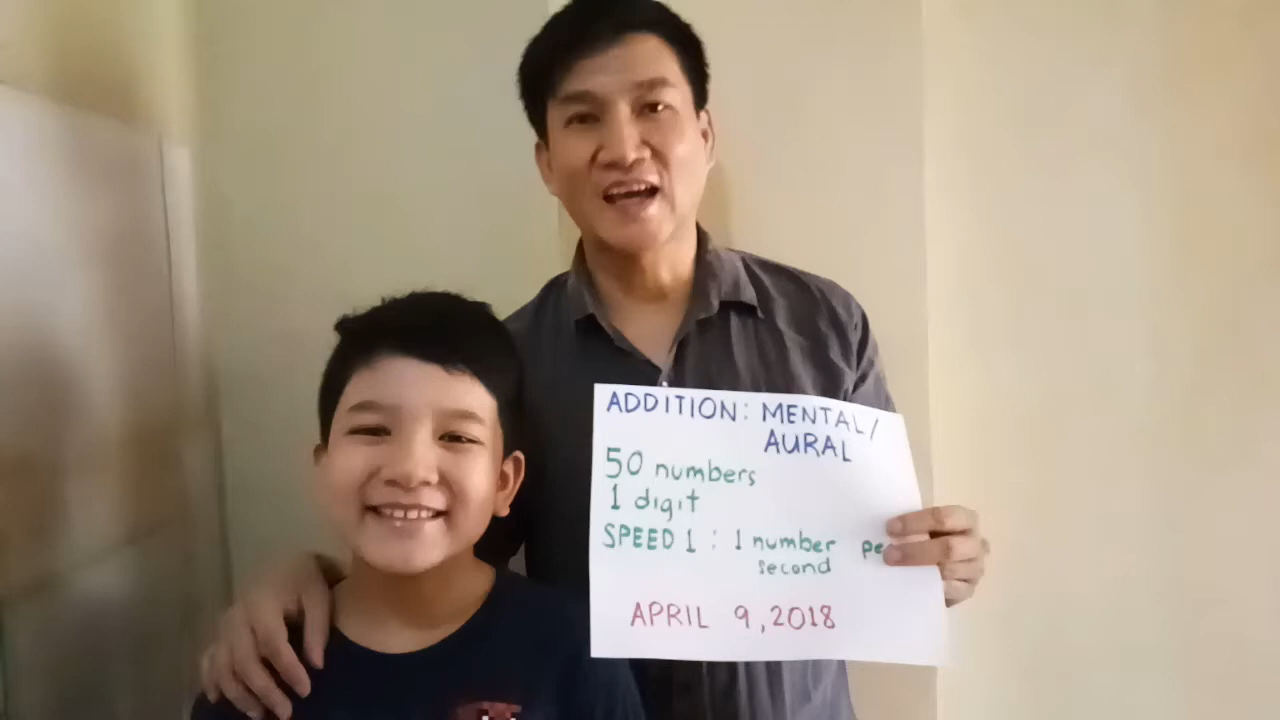 ADDITION: MENTAL/
AURAL
50 numbers
1 digit
SPEED 1 : 1 number
second
APRIL 9, 2018